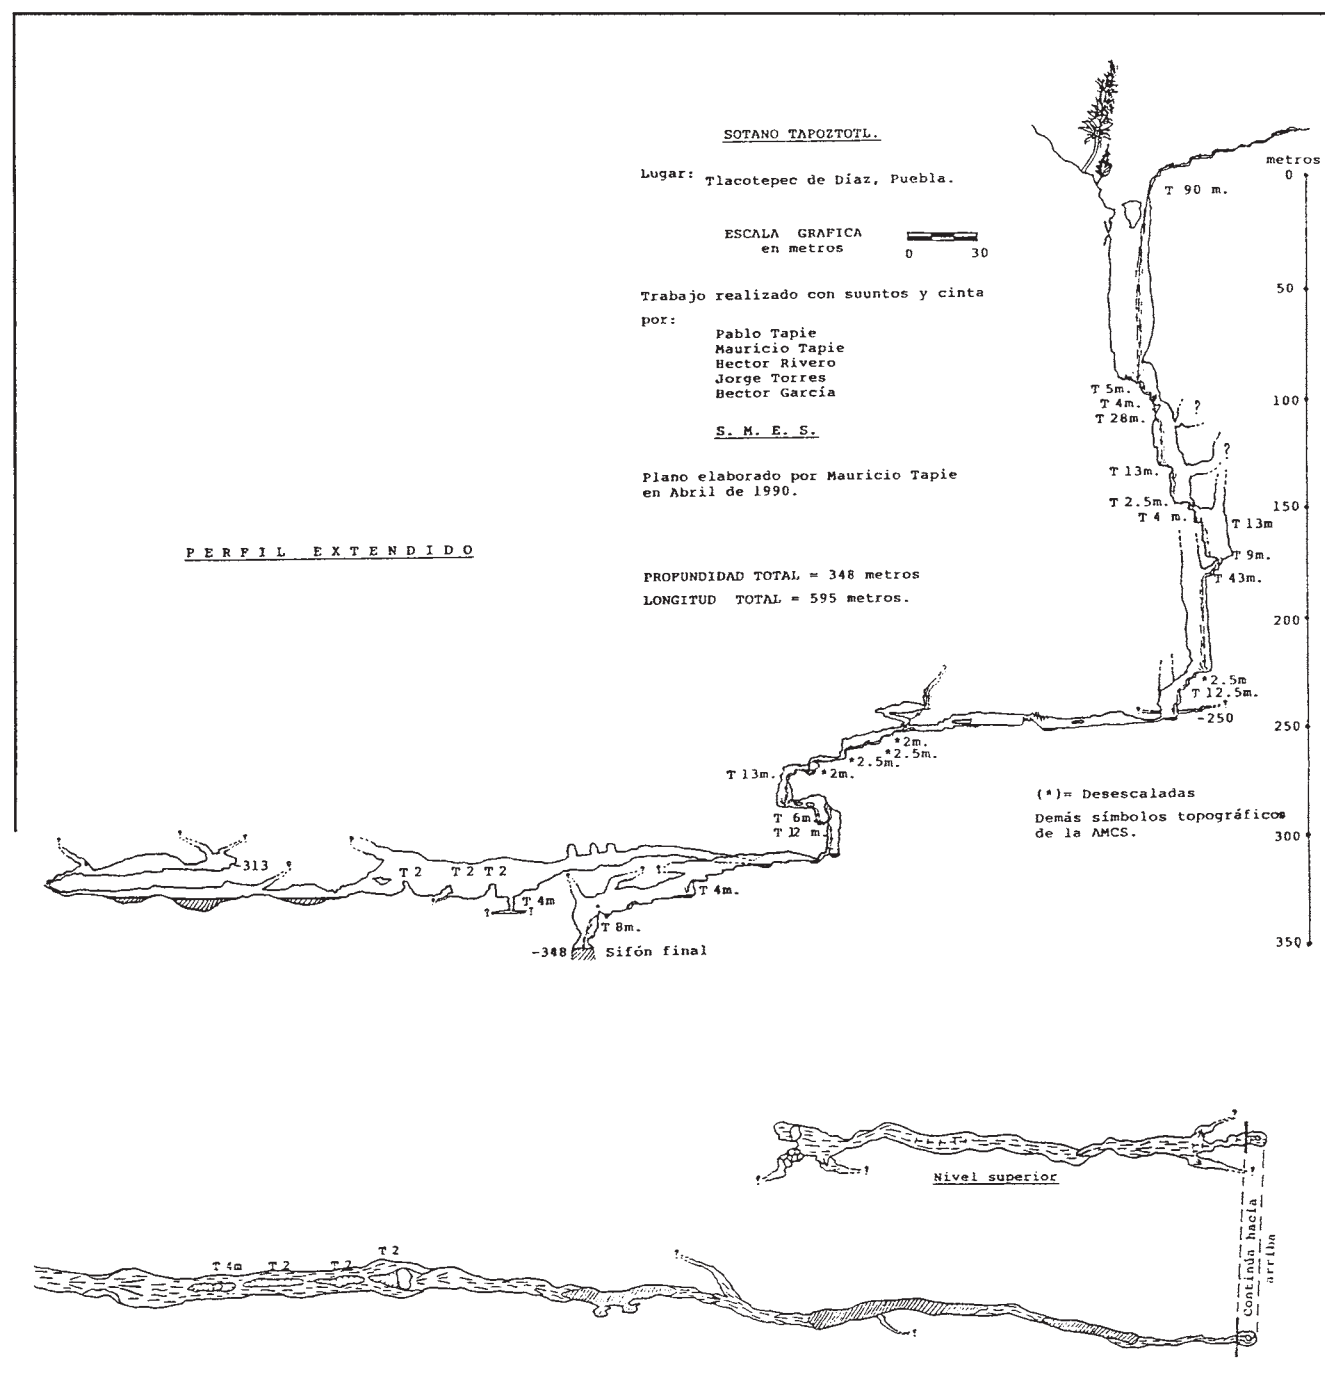 SOTANO TAPOZTOTL.
Lugar: Tlacotepec de Díaz, Puebla.
ESCALA GRAFICA
en metros
0 30
Trabajo realizado con suuntos y cinta
por:
Pablo Tapie
Mauricio Tapie
Hector Rivero
Jorge Torres
Hector García
S. M. E. S.
Plano elaborado por Mauricio Tapie
en Abril de 1990.
PERFIL EXTENDIDO
PROFUNDIDAD TOTAL = 348 metros
LONGITUD TOTAL = 595 metros.
metros
0
50
100
150
200
250
300
350
T 90 m.
T 5m.
T 4m.
T 28m.
?
?
T 13m.
T 2.5m.
T 4 m.
T 13m
T 9m.
T 43m.
*2.5m
T 12.5m.
?
?
-250
?
*2m.
*2.5m.
*2.5m.
*2m.
T 13m.
T 6m
T 12 m.
(*)= Desescaladas
Demás símbolos topográficos
de la AMCS.
?
?
?
?
-313
?
T 2
T 2
T 2
?
?
T 4m.
?
T 4m
?
?
T 8m.
-348
Sifón final
?
?
?
?
Nivel superior
Continúa hacia
arriba
T 4m
T 2
T 2
T 2
?
?